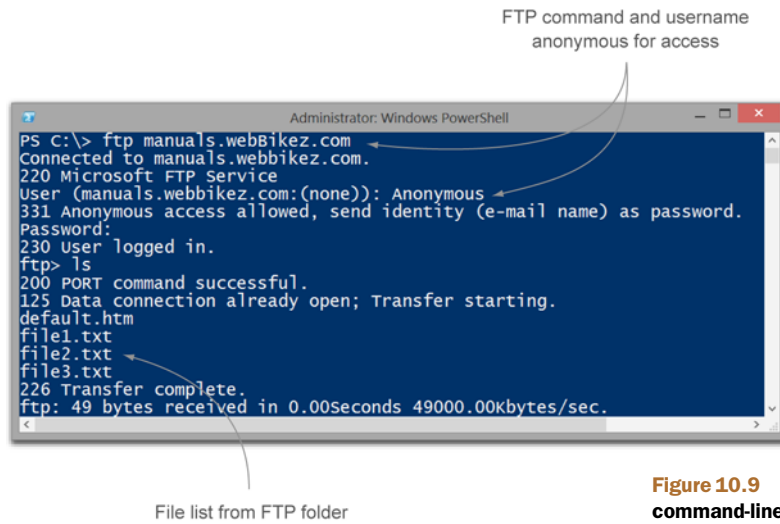 FTP command and username
anonymous for access
Administrator: Windows PowerShell
PS C:\> ftp manuals.webBikez.com
Connected to manuals.webbikez.com.
220 Microsoft FTP Service
User (manuals.webbikez.com:(none)): Anonymous
331 Anonymous access allowed, send identity (e-mail name) as password.
Password:
230 User logged in.
ftp> ls
200 PORT command successful.
125 Data connection already open; Transfer starting.
default.htm
file1.txt
file2.txt
file3.txt
226 Transfer complete.
ftp: 49 bytes received in 0.00Seconds 49000.00Kbytes/sec.
File list from FTP folder
Figure 10.9
command-line